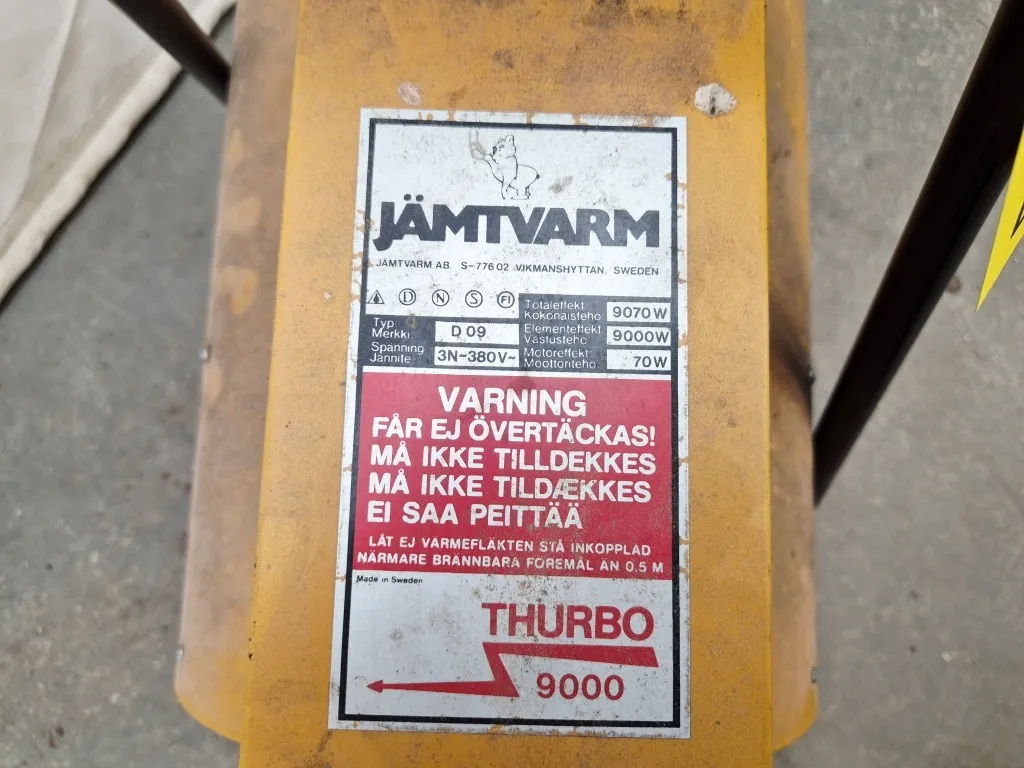 JÄMTVARM
JÄMTVARM AB. S-776 02 VIKMANSHYTTAN, SWEDEN
D N S FI
Typ
Merkki
D 09
Spänning
Jännite
3N~380V~
Totaleffekt
Kokonaisteho
9070 W
Elementeffekt
Vastusteho
9000W
Motoreffekt
Moottoriteho
70 W
VARNING
FÅR EJ ÖVERTÄCKAS!
MÅ IKKE TILLDEKKES
MÅ IKKE TILDÆKKES
EI SAA PEITTÄÄ
LÅT EJ VÄRMEFLÄKTEN STÅ INKOPPLAD
NÄRMARE BRÄNNBARA FÖREMÅL ÄN 0,5 M
Made in Sweden
THURBO
9000